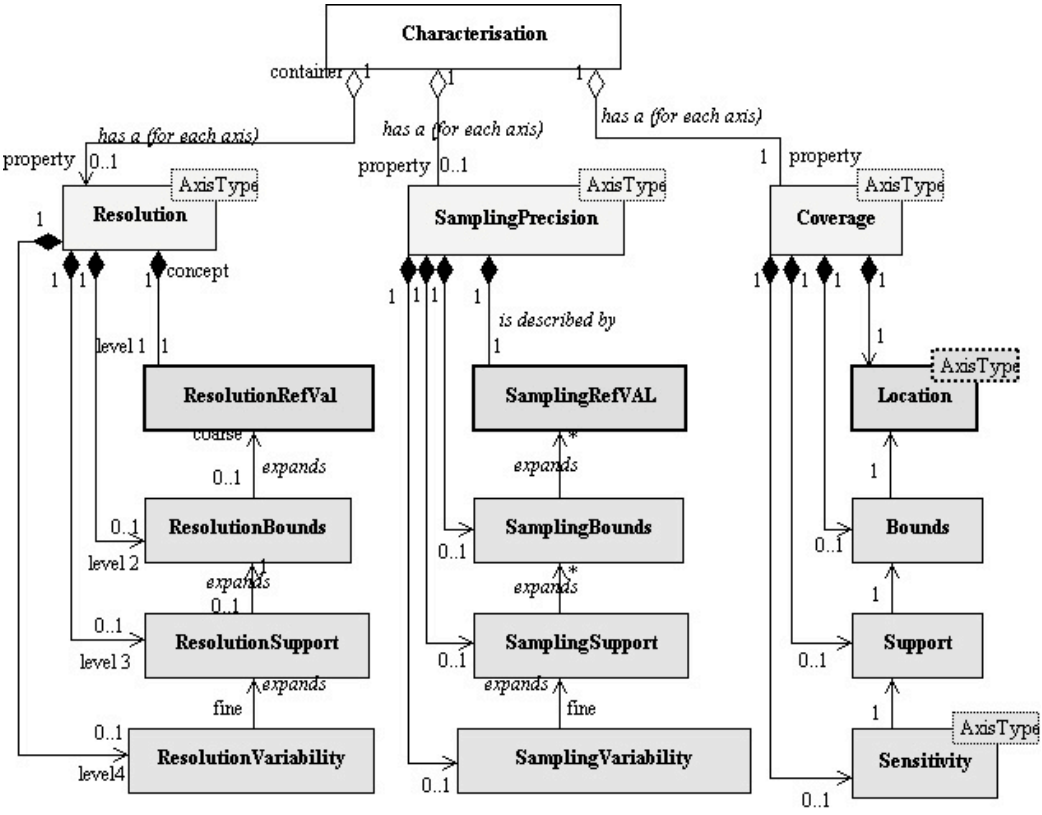 Characterisation
container 1 1 1
has a (for each axis) has a (for each axis) has a (for each axis)
property 0..1 property 0..1 1 property
AxisType AxisType AxisType
Resolution SamplingPrecision Coverage
1
1 1 1 concept 1 1 1 1 1 1 1 1
is described by
level 1 1 1 1
AxisType
ResolutionRefVal SamplingRefVAL Location
coarse *
0..1 expands expands 1
ResolutionBounds SamplingBounds Bounds
0..1 0..1 0..1
level 2
1 *
expands expands
0..1 1
ResolutionSupport SamplingSupport Support
0..1 0..1 0..1
level 3
expands expands
fine fine 1
AxisType
ResolutionVariability SamplingVariability Sensitivity
0..1 0..1 0..1
level4